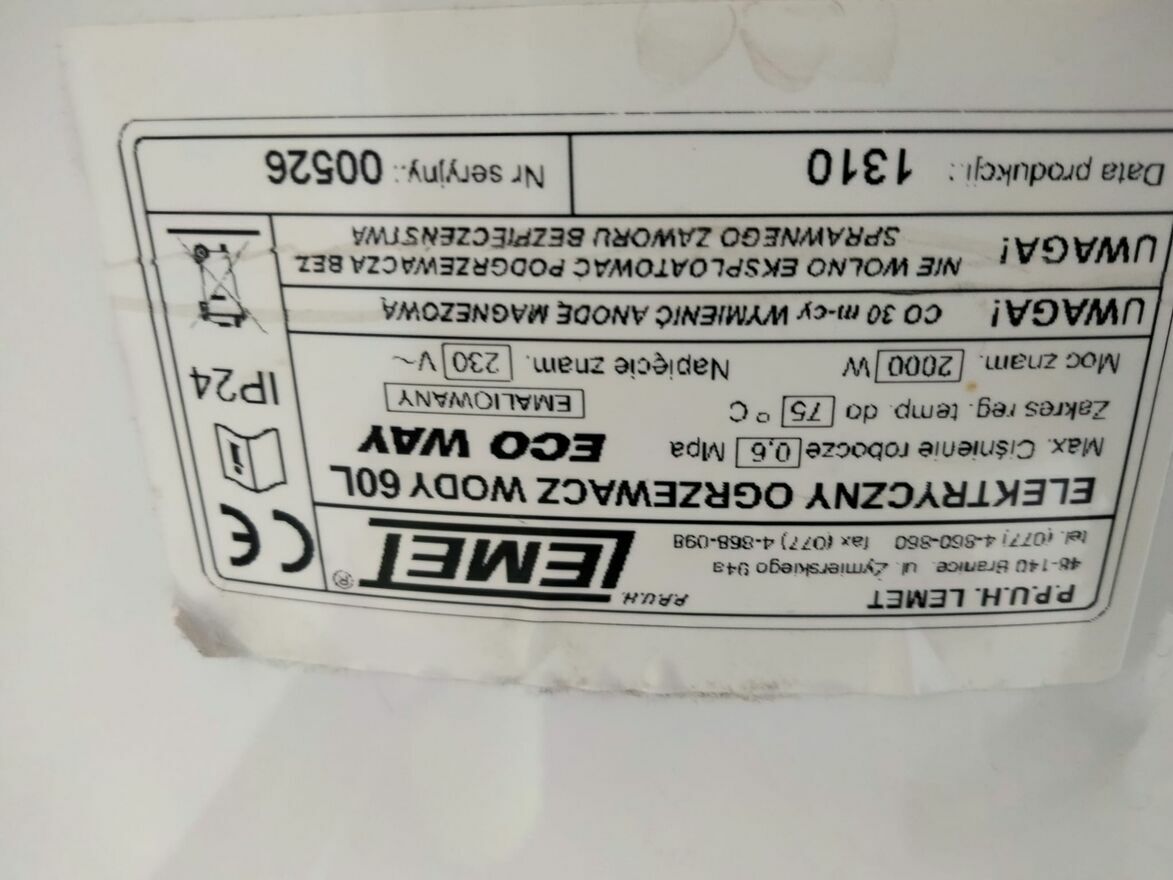 P.P.U.H. LEMET
48-140 Branice, ul. Żymierskiego 94a
tel. (077) 4-860-860 fax (077) 4-868-098
P.P.U.H.
LEMET ®
CE
ELEKTRYCZNY OGRZEWACZ WODY 60L
Max. Ciśnienie robocze 0,6 Mpa ECO WAY
Zakres reg. temp. do 75 °C EMALIOWANY
Moc znam. 2000 W Napięcie znam. 230 V~
i
IP24
UWAGA! CO 30 m-cy WYMIENIĆ ANODĘ MAGNEZOWĄ
UWAGA! NIE WOLNO EKSPLOATOWAĆ PODGRZEWACZA BEZ
SPRAWNEGO ZAWORU BEZPIECZEŃSTWA
Data produkcji.: 1310 Nr seryjny.: 00526